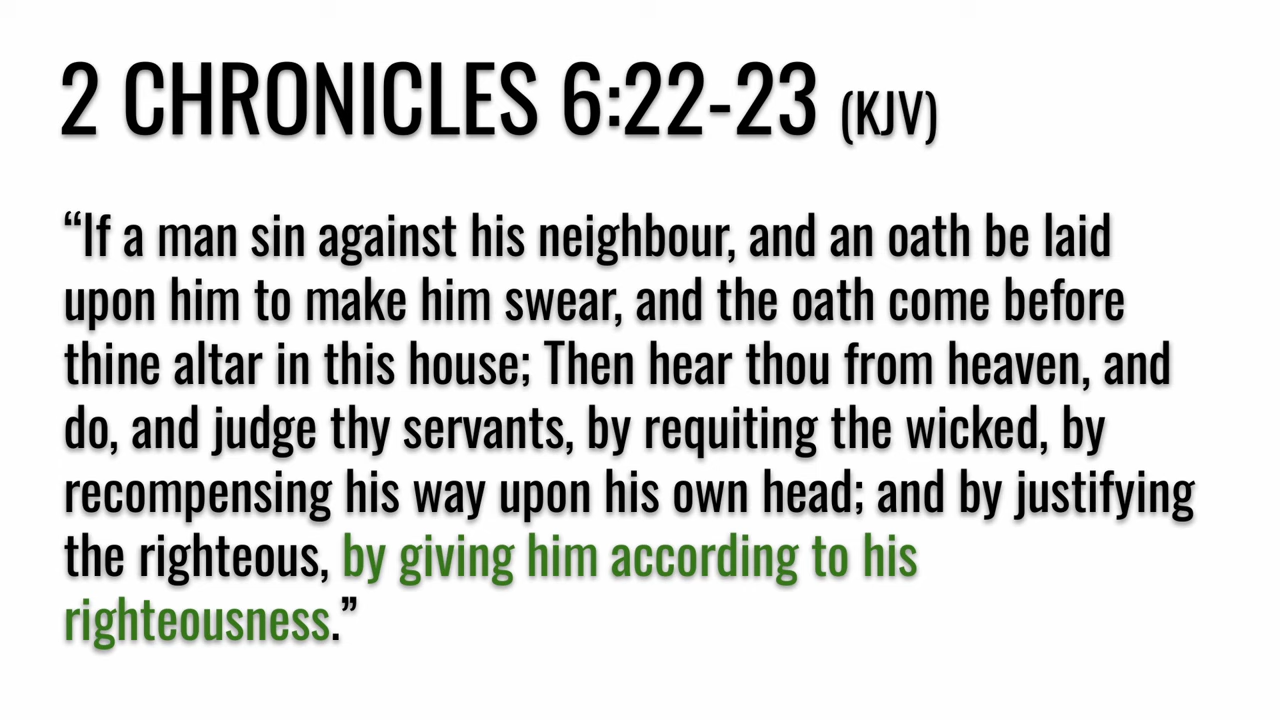 2 CHRONICLES 6:22-23 (KJV)
“If a man sin against his neighbour, and an oath be laid
upon him to make him swear, and the oath come before
thine altar in this house; Then hear thou from heaven, and
do, and judge thy servants, by requiting the wicked, by
recompensing his way upon his own head; and by justifying
the righteous, by giving him according to his
righteousness.”